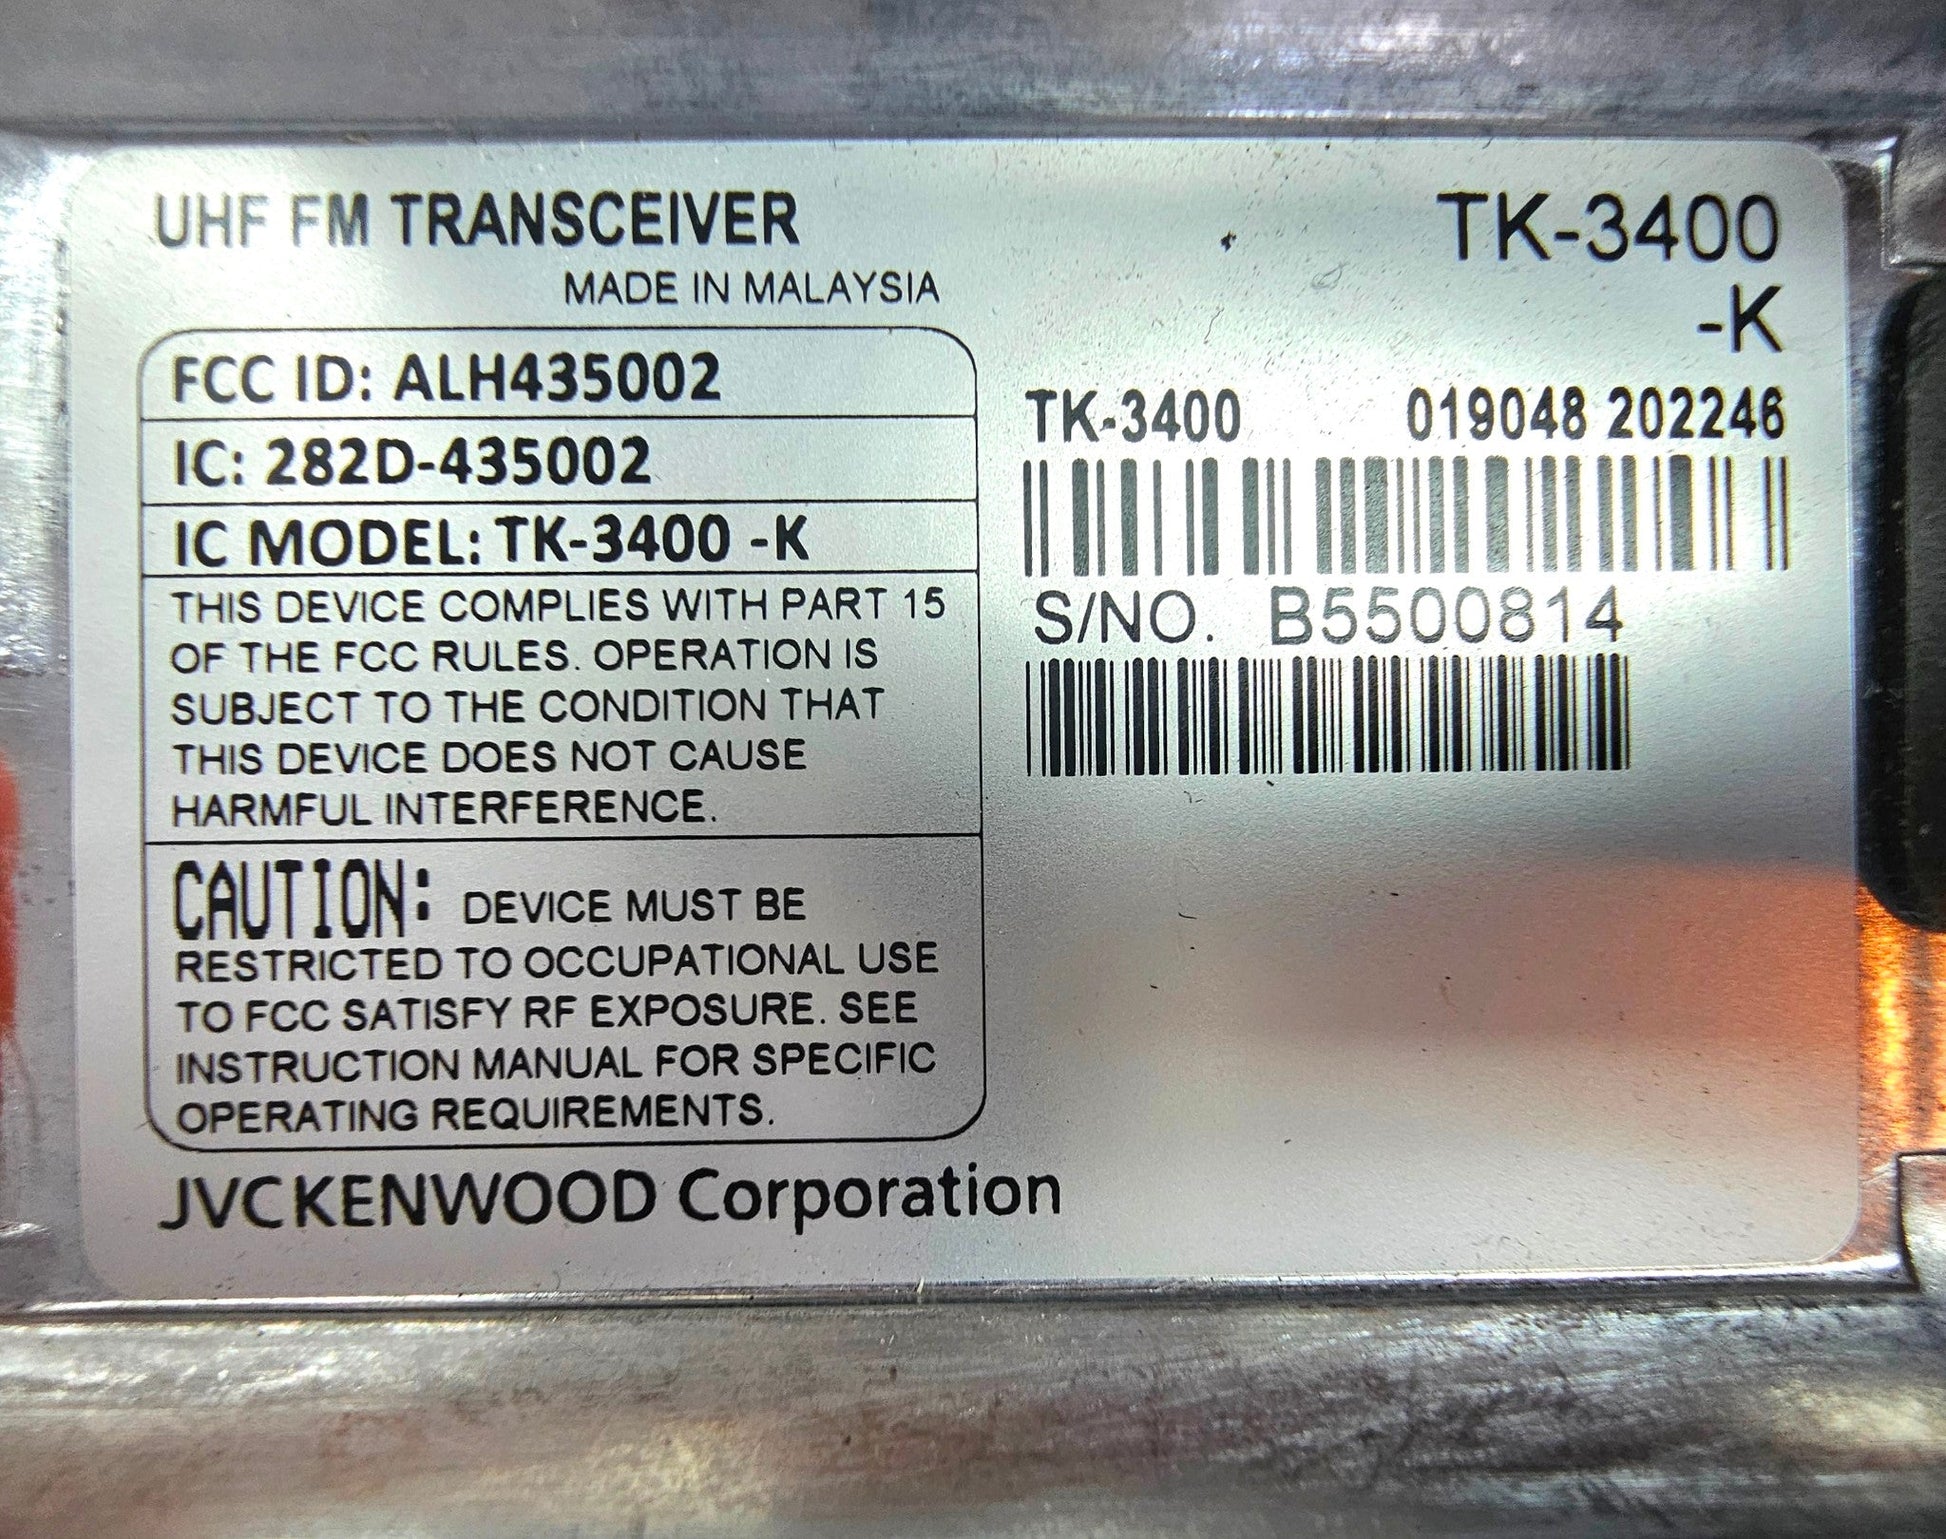 UHF FM TRANSCEIVER
MADE IN MALAYSIA
FCC ID: ALH435002
IC: 282D-435002
IC MODEL: TK-3400 -K
THIS DEVICE COMPLIES WITH PART 15
OF THE FCC RULES. OPERATION IS
SUBJECT TO THE CONDITION THAT
THIS DEVICE DOES NOT CAUSE
HARMFUL INTERFERENCE.
CAUTION: DEVICE MUST BE
RESTRICTED TO OCCUPATIONAL USE
TO FCC SATISFY RF EXPOSURE. SEE
INSTRUCTION MANUAL FOR SPECIFIC
OPERATING REQUIREMENTS.
JVCKENWOOD Corporation
TK-3400
-K
TK-3400 019048 202246
S/NO. B5500814